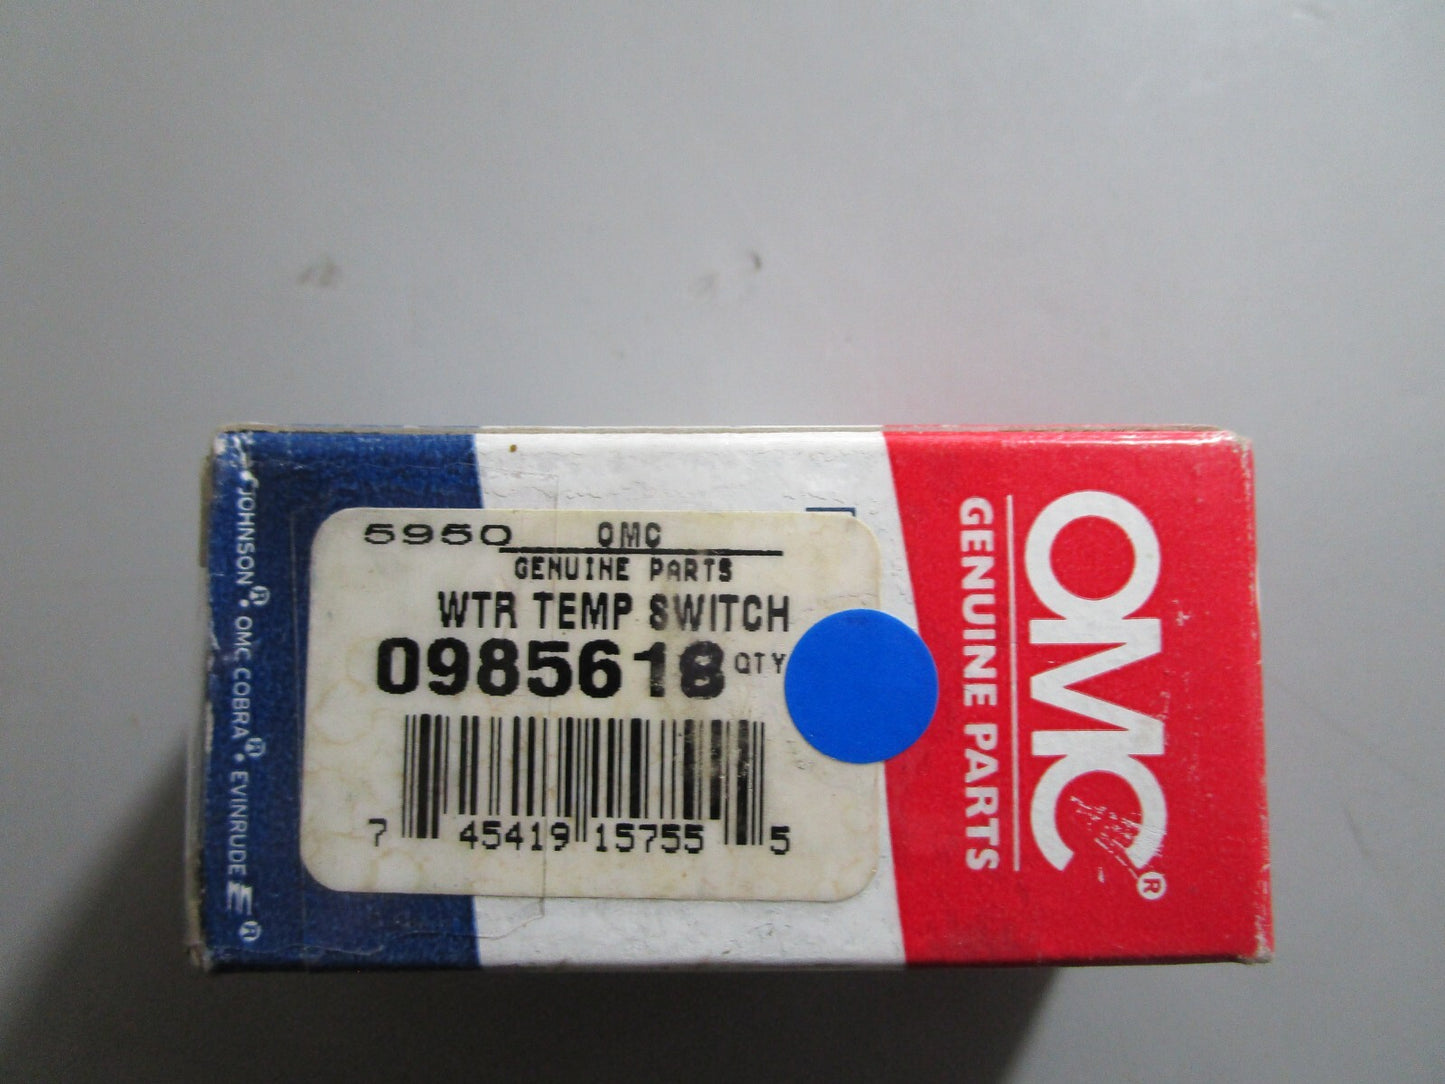 5950 OMC
GENUINE PARTS
WTR TEMP SWITCH
0985618 QTY
7 45419 15755 5
OMC®
GENUINE PARTS
JOHNSON® • OMC COBRA® • EVINRUDE ®